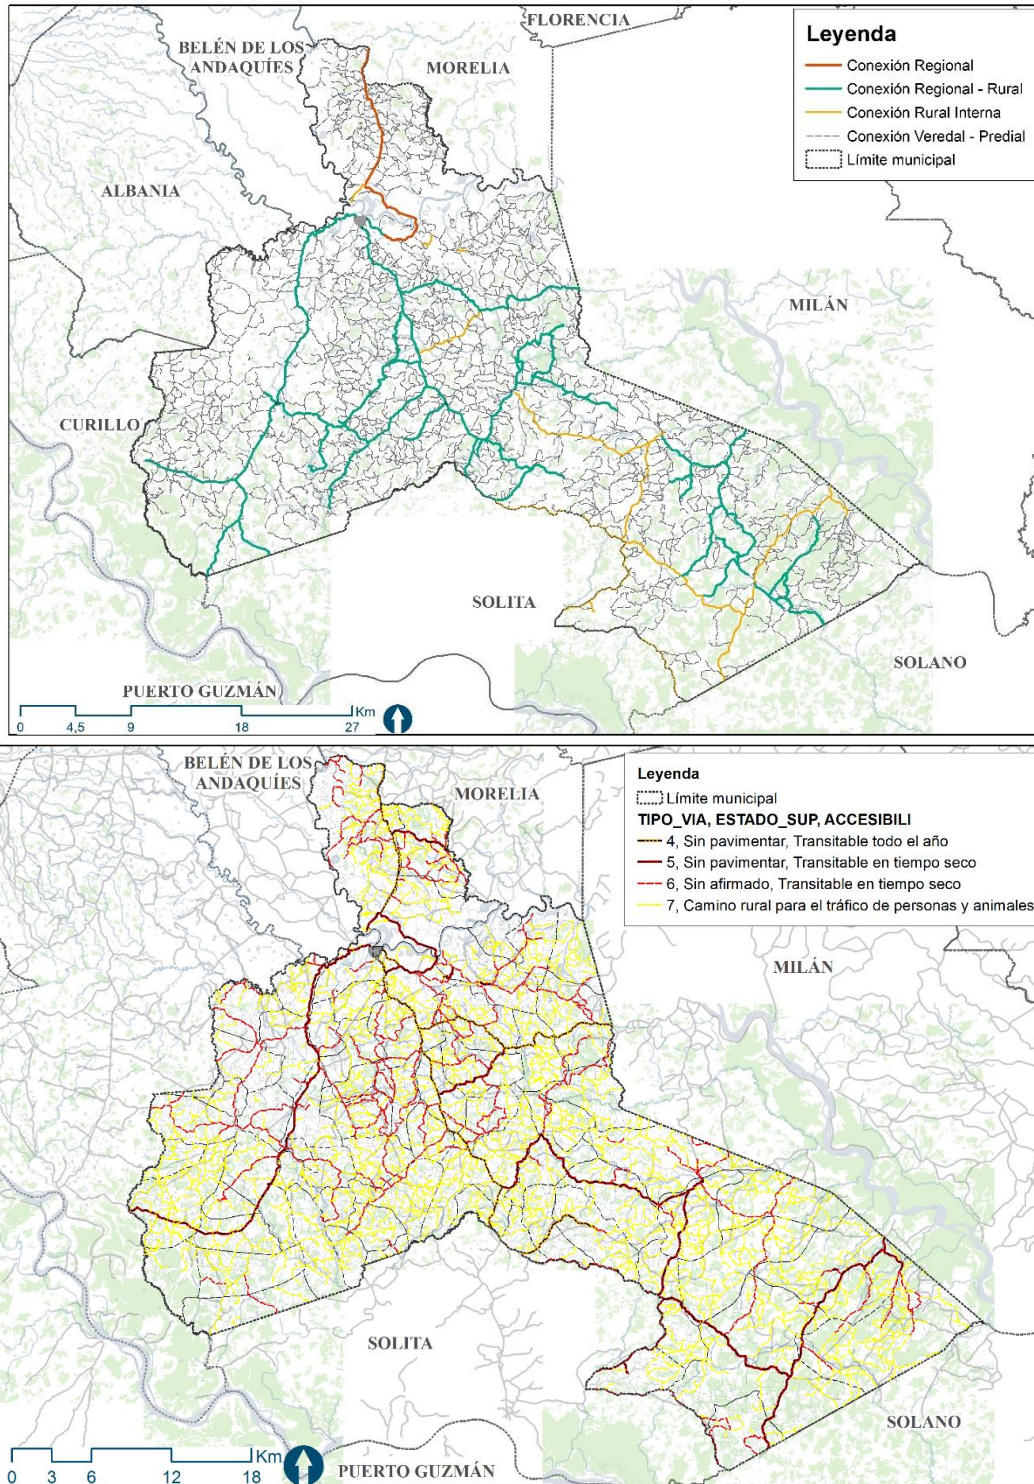 FLORENCIA
BELÉN DE LOS
ANDAQUÍES
MORELIA
Leyenda
Conexión Regional
Conexión Regional - Rural
Conexión Rural Interna
Conexión Veredal - Predial
Límite municipal
ALBANIA
MILÁN
CURILLO
SOLITA
SOLANO
PUERTO GUZMÁN
Km
0 4,5 9 18 27
BELÉN DE LOS
ANDAQUÍES
MORELIA
Leyenda
Límite municipal
TIPO_VIA, ESTADO_SUP, ACCESIBILI
4, Sin pavimentar, Transitable todo el año
5, Sin pavimentar, Transitable en tiempo seco
6, Sin afirmado, Transitable en tiempo seco
7, Camino rural para el tráfico de personas y animales
MILÁN
SOLITA
SOLANO
Km
0 3 6 12 18
PUERTO GUZMÁN